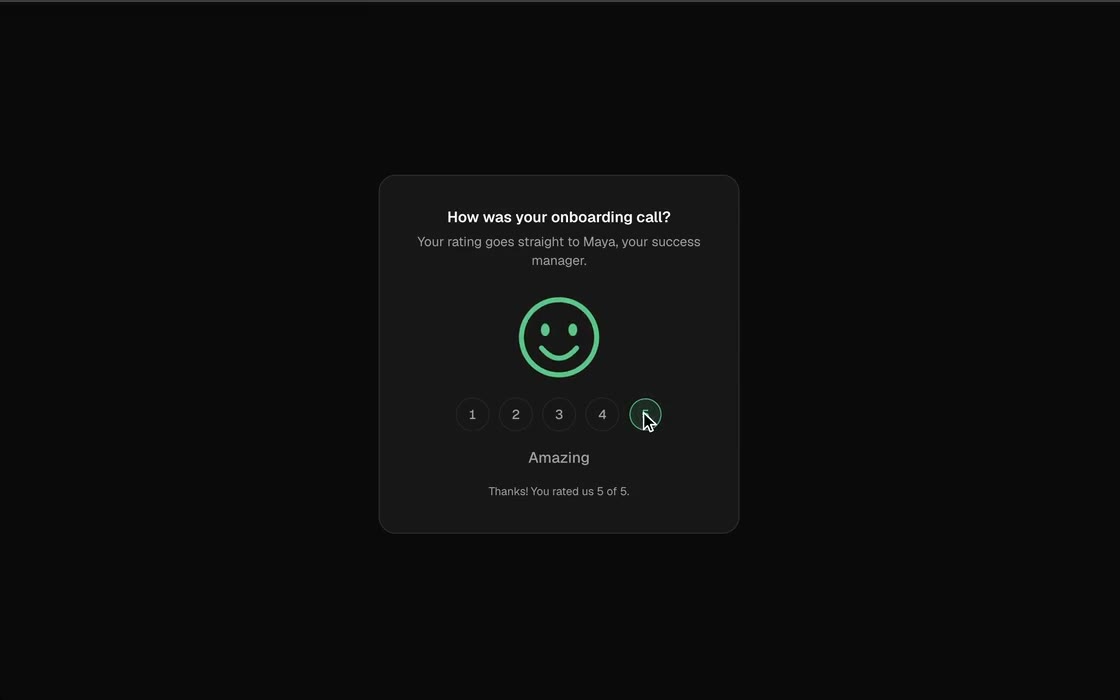 How was your onboarding call?
Your rating goes straight to Maya, your success
manager.
1 2 3 4 5
Amazing
Thanks! You rated us 5 of 5.